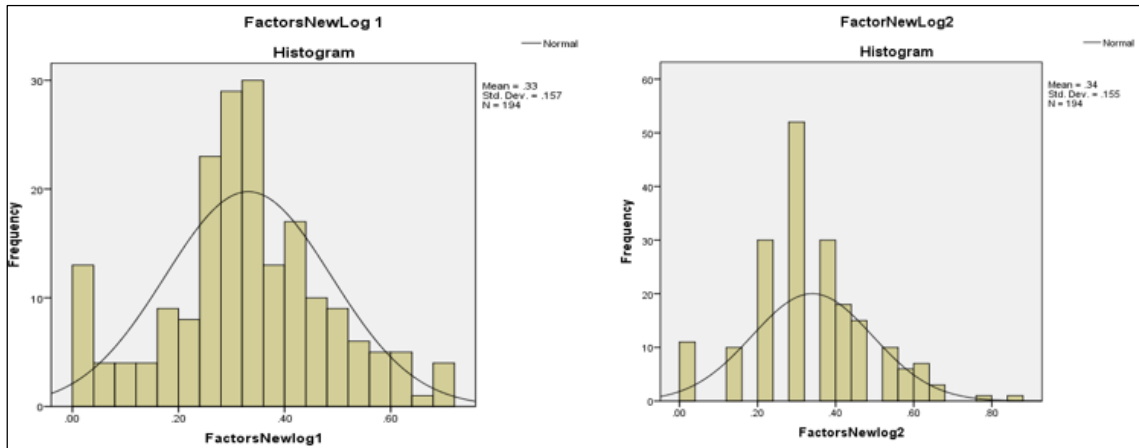 FactorsNewLog 1
Normal
Histogram
Mean = .33
Std. Dev. = .157
N = 194
30
20
10
0
Frequency
.00 .20 .40 .60
FactorsNewlog1
FactorNewLog2
Normal
Histogram
Mean = .34
Std. Dev. = .155
N = 194
60
50
40
30
20
10
0
Frequency
.00 .20 .40 .60 .80
FactorsNewlog2